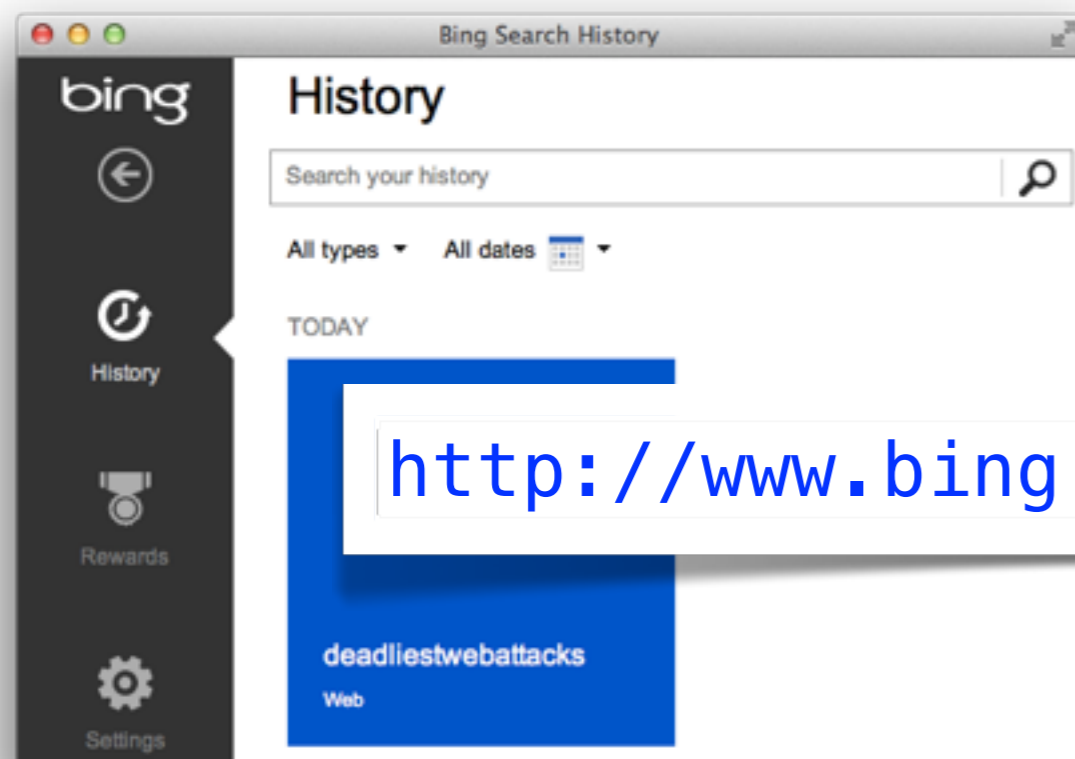 Bing Search History
bing
History
Search your history
All types All dates
TODAY
History
http://www.bing
Rewards
deadliestwebattacks
Web
Settings